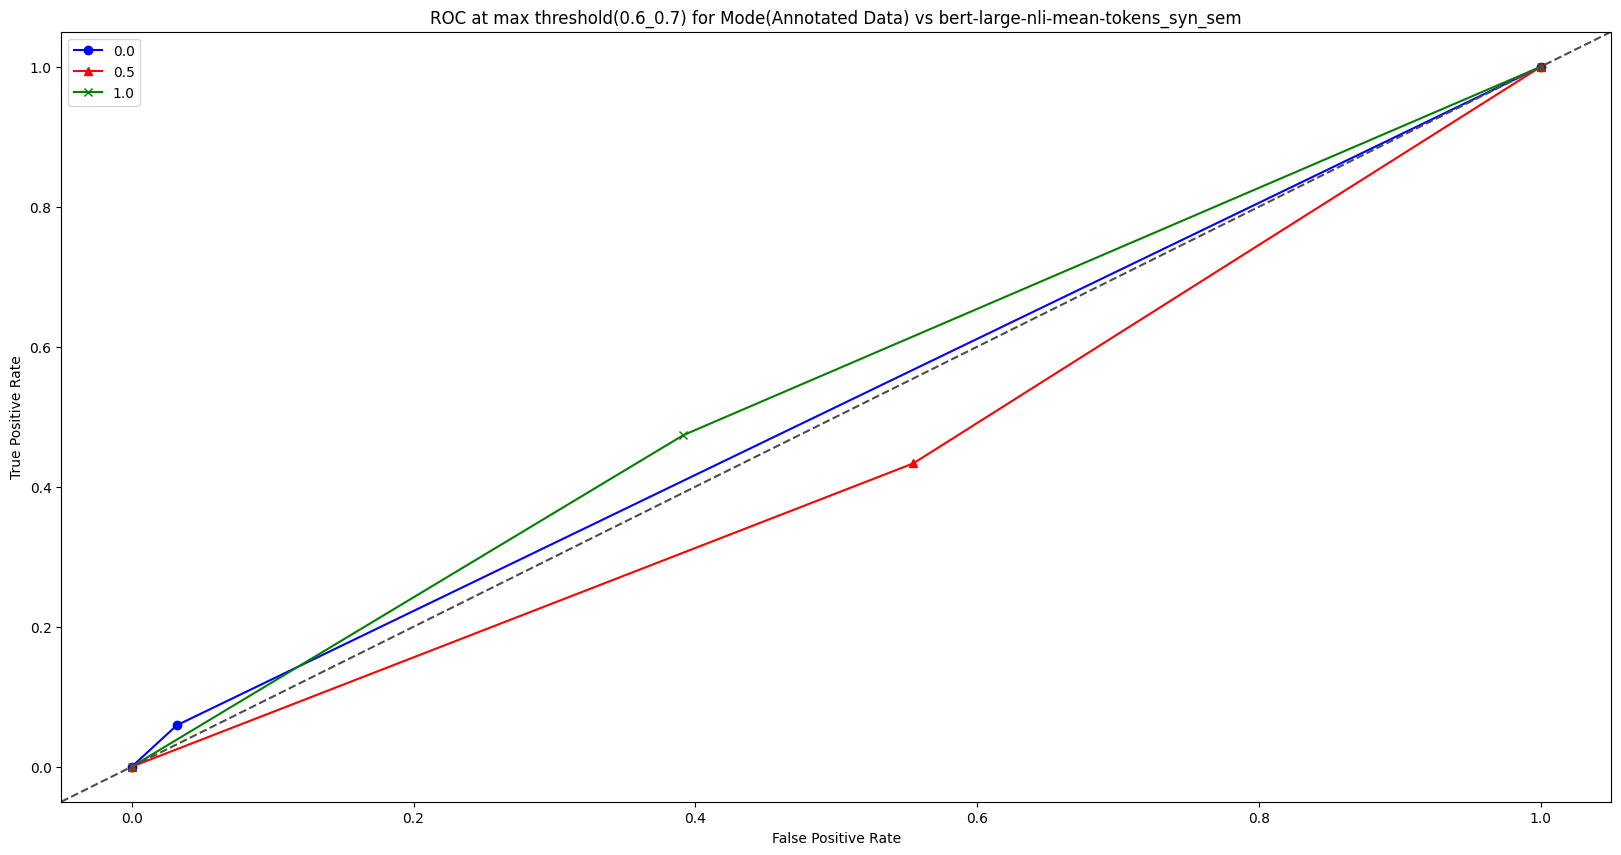 ROC at max threshold(0.6_0.7) for Mode(Annotated Data) vs bert-large-nli-mean-tokens_syn_sem
0.0
0.5
1.0
True Positive Rate
1.0
0.8
0.6
0.4
0.2
0.0
0.0 0.2 0.4 0.6 0.8 1.0
False Positive Rate